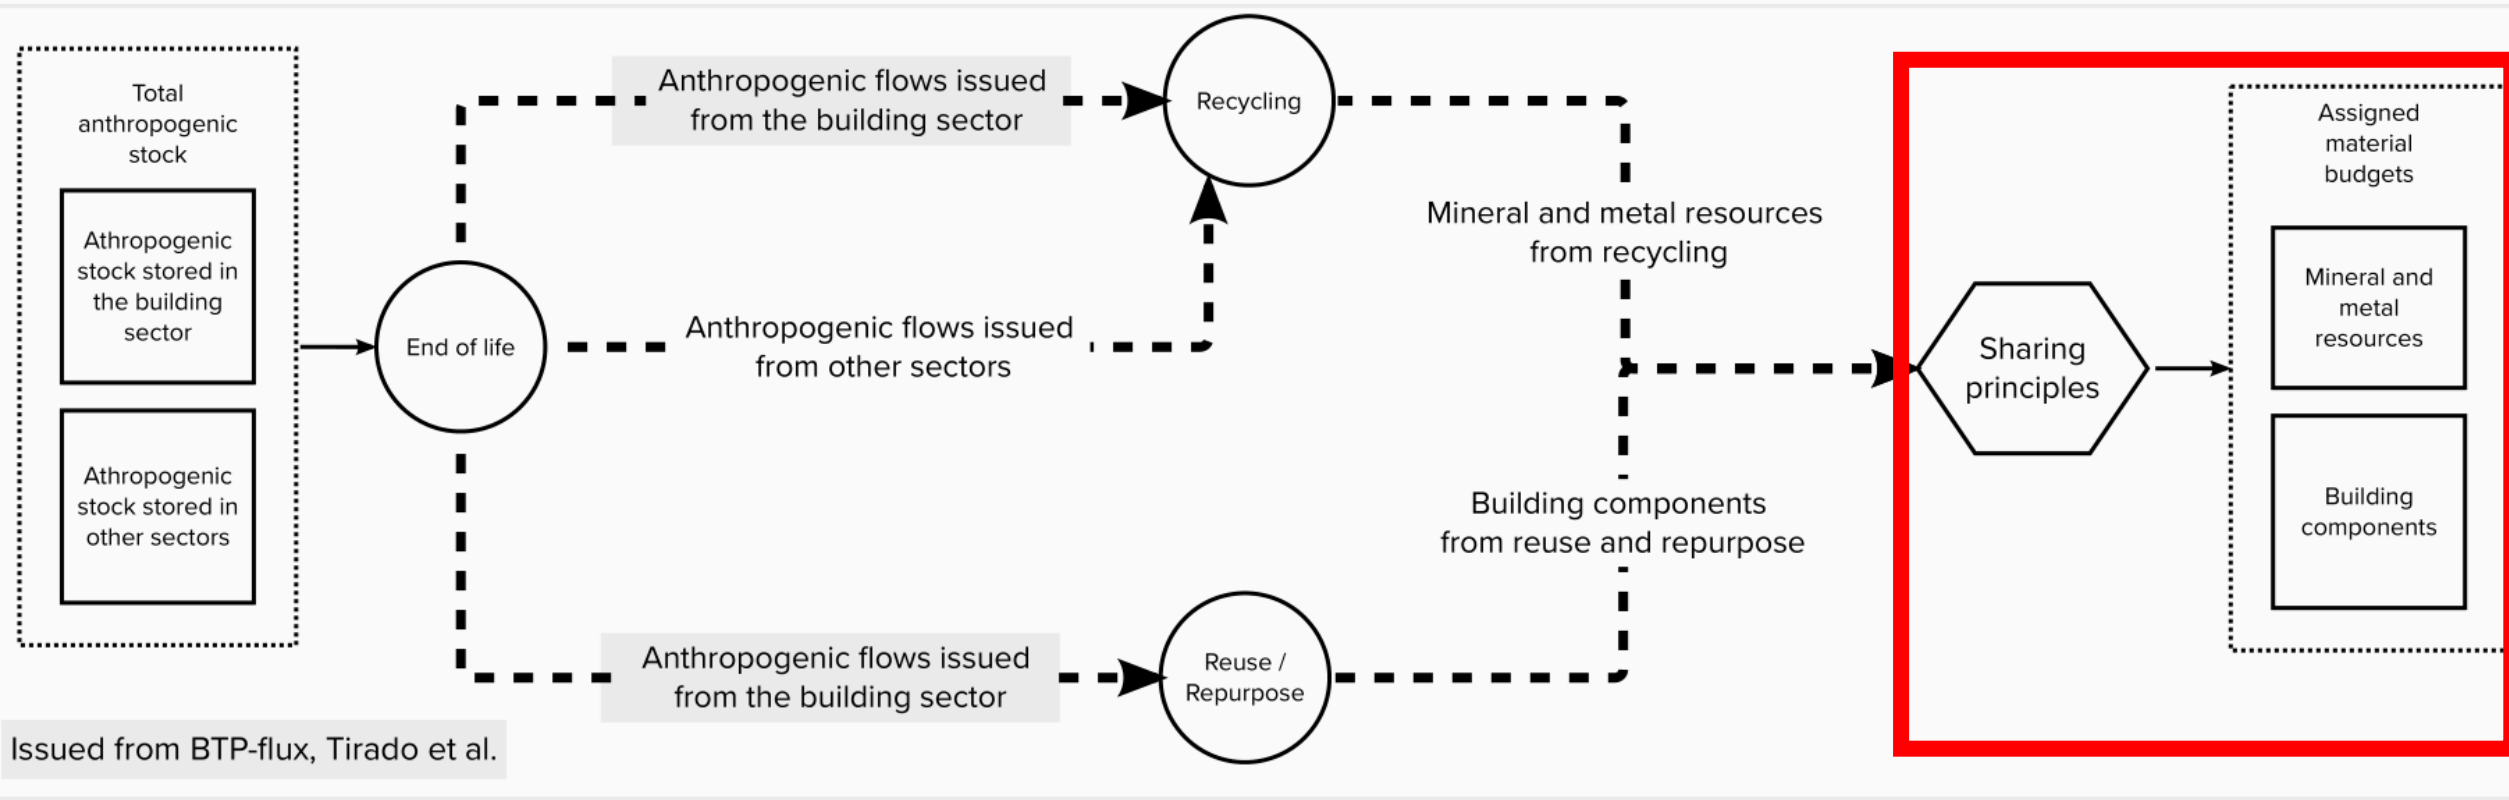 Total
anthropogenic
stock
Athropogenic
stock stored in
the building
sector
Athropogenic
stock stored in
other sectors
End of life
Anthropogenic flows issued
from the building sector
Anthropogenic flows issued
from other sectors
Anthropogenic flows issued
from the building sector
Recycling
Reuse /
Repurpose
Mineral and metal resources
from recycling
Building components
from reuse and repurpose
Sharing
principles
Assigned
material
budgets
Mineral and
metal
resources
Building
components
Issued from BTP-flux, Tirado et al.